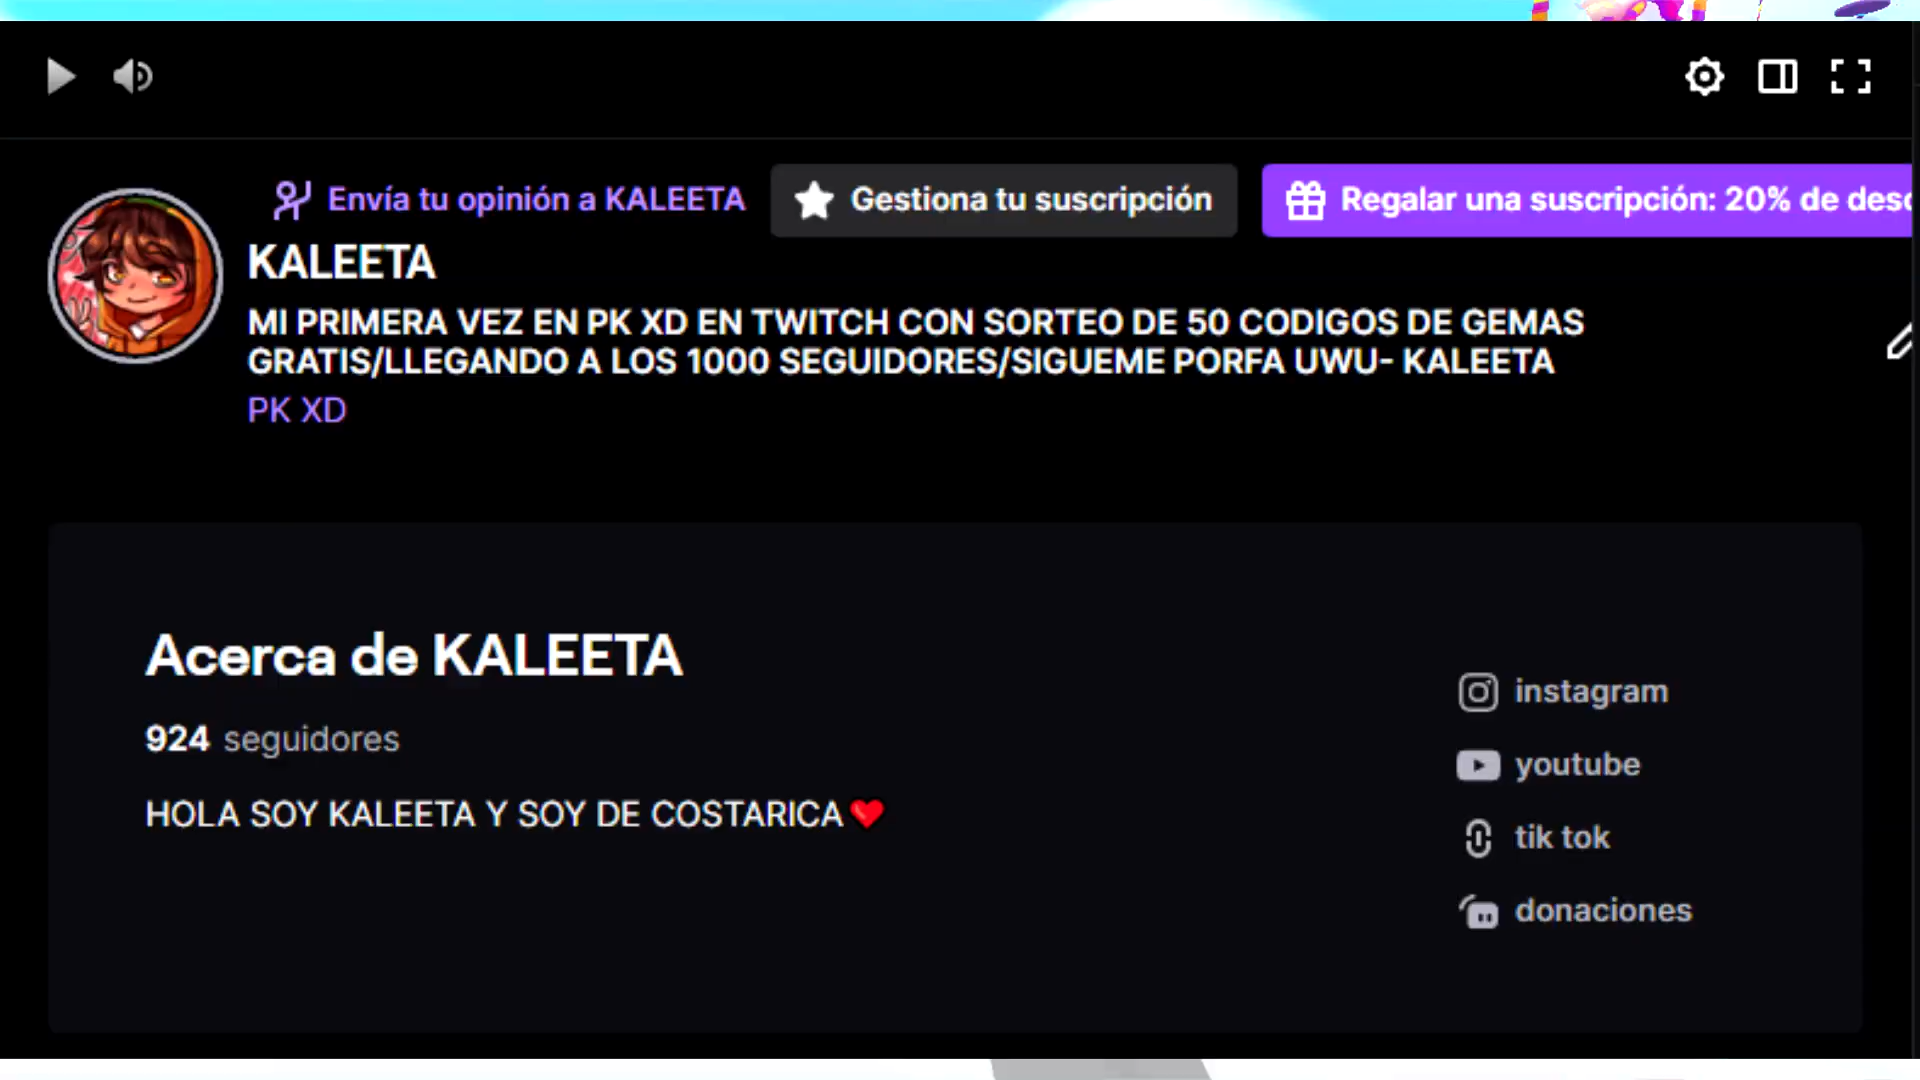 Envía tu opinión a KALEETA
Gestiona tu suscripción
Regalar una suscripción: 20% de
KALEETA
MI PRIMERA VEZ EN PK XD EN TWITCH CON SORTEO DE 50 CODIGOS DE GEMAS
GRATIS/LLEGANDO A LOS 1000 SEGUIDORES/SIGUEME PORFA UWU- KALEETA
PK XD
Acerca de KALEETA
924 seguidores
HOLA SOY KALEETA Y SOY DE COSTARICA❤
instagram
youtube
tik tok
donaciones